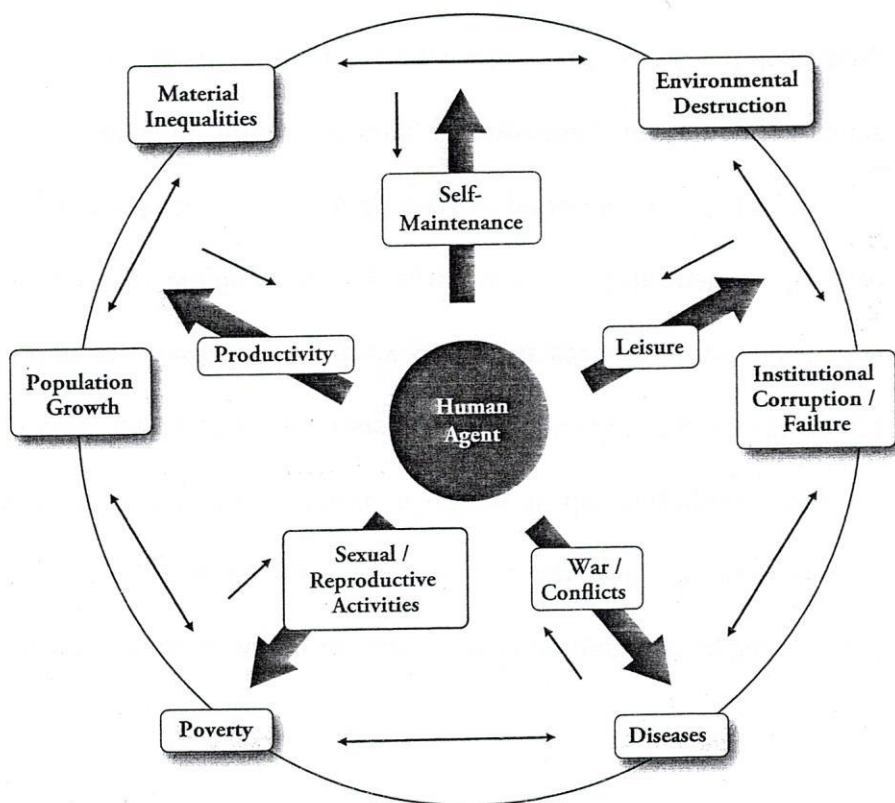 Material
Inequalities
Environmental
Destruction
Self-
Maintenance
Productivity
Leisure
Population
Growth
Human
Agent
Institutional
Corruption /
Failure
Sexual /
Reproductive
Activities
War /
Conflicts
Poverty
Diseases